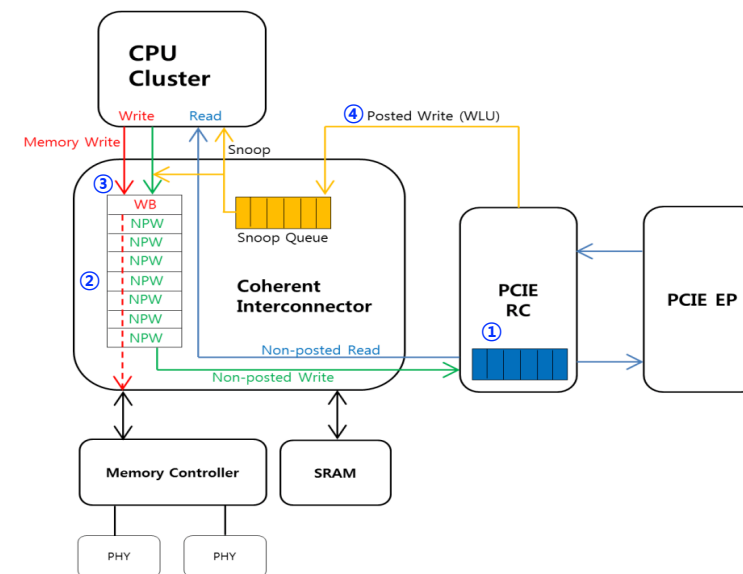 CPU
Cluster
Write
Read
④ Posted Write (WLU)
Memory Write
Snoop
③
WB
NPW
NPW
NPW
NPW
NPW
NPW
NPW
②
Snoop Queue
Coherent
Interconnector
PCIE
RC
PCIE EP
①
Non-posted Read
Non-posted Write
Memory Controller
SRAM
PHY
PHY